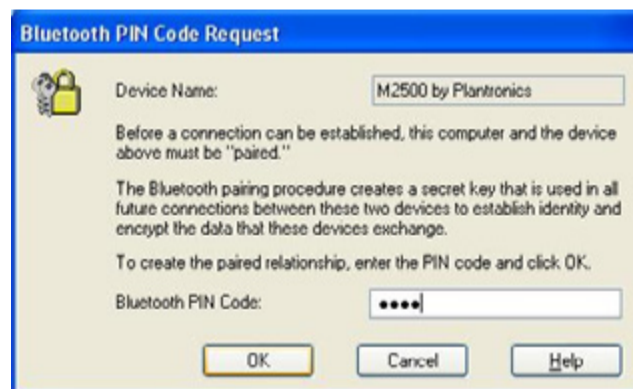 Bluetooth PIN Code Request
Device Name: M2500 by Plantronics
Before a connection can be established, this computer and the device
above must be "paired."
The Bluetooth pairing procedure creates a secret key that is used in all
future connections between these two devices to establish identity and
encrypt the data that these devices exchange.
To create the paired relationship, enter the PIN code and click OK.
Bluetooth PIN Code: ••••
OK Cancel Help